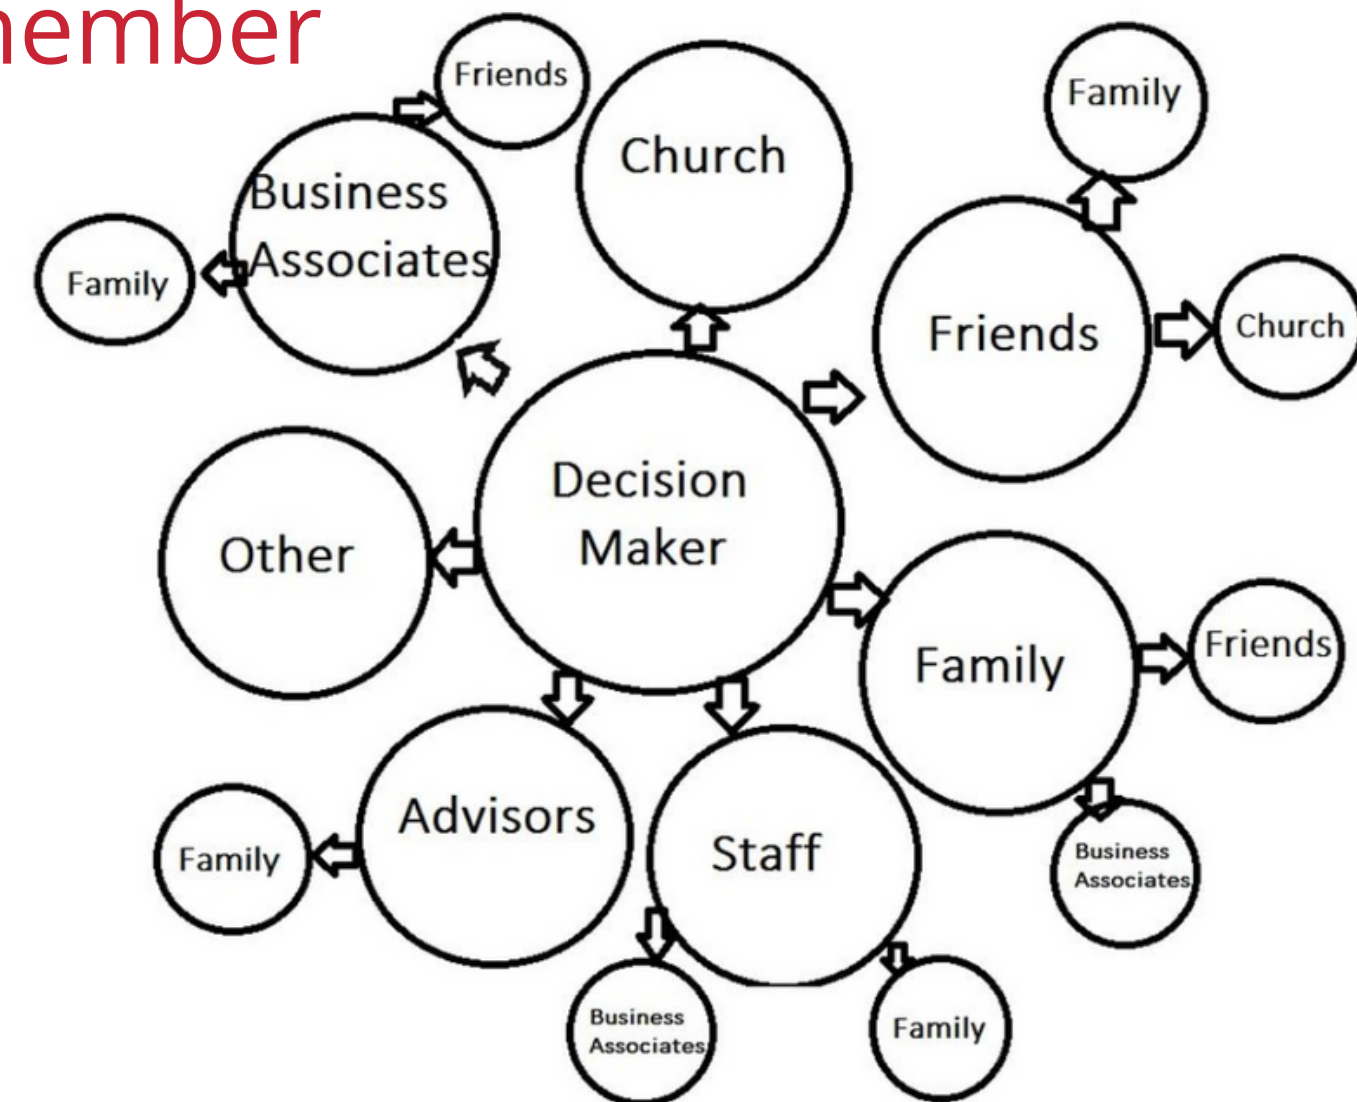 nember
Friends
Church
Family
Business
Associates
Family
Friends
Church
Decision
Maker
Other
Family
Friends
Advisors
Staff
Family
Business
Associates
Business
Associates
Family